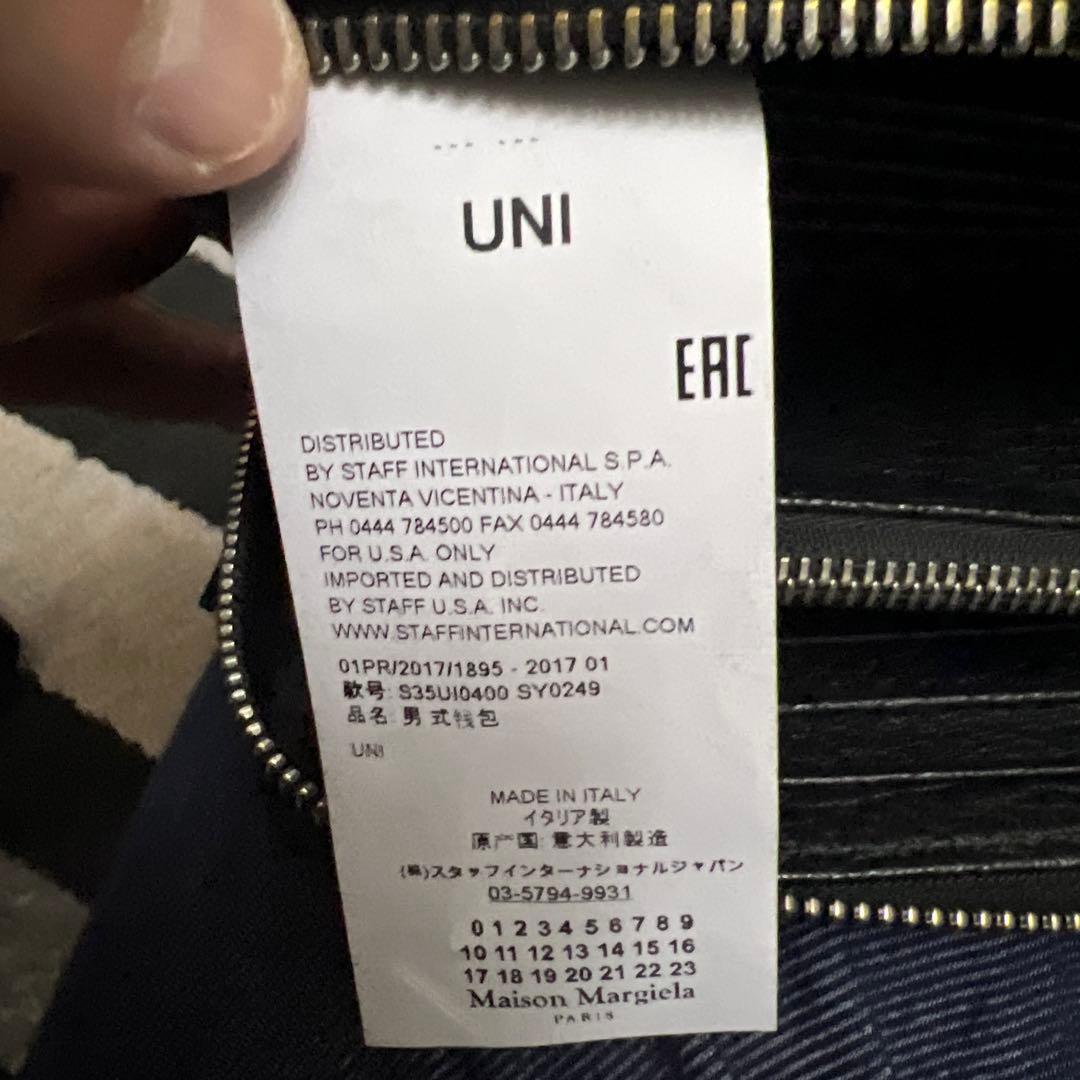 --- ---
UNI
EAC
DISTRIBUTED
BY STAFF INTERNATIONAL S.P.A.
NOVENTA VICENTINA - ITALY
PH 0444 784500 FAX 0444 784580
FOR U.S.A. ONLY
IMPORTED AND DISTRIBUTED
BY STAFF U.S.A. INC.
WWW.STAFFINTERNATIONAL.COM
01PR/2017/1895 - 2017 01
款号: S35UI0400 SY0249
品名: 男式钱包
UNI
MADE IN ITALY
イタリア製
原产国: 意大利製造
(株)スタッフインターナショナルジャパン
03-5794-9931
0 1 2 3 4 5 6 7 8 9
10 11 12 13 14 15 16
17 18 19 20 21 22 23
Maison Margiela
PARIS